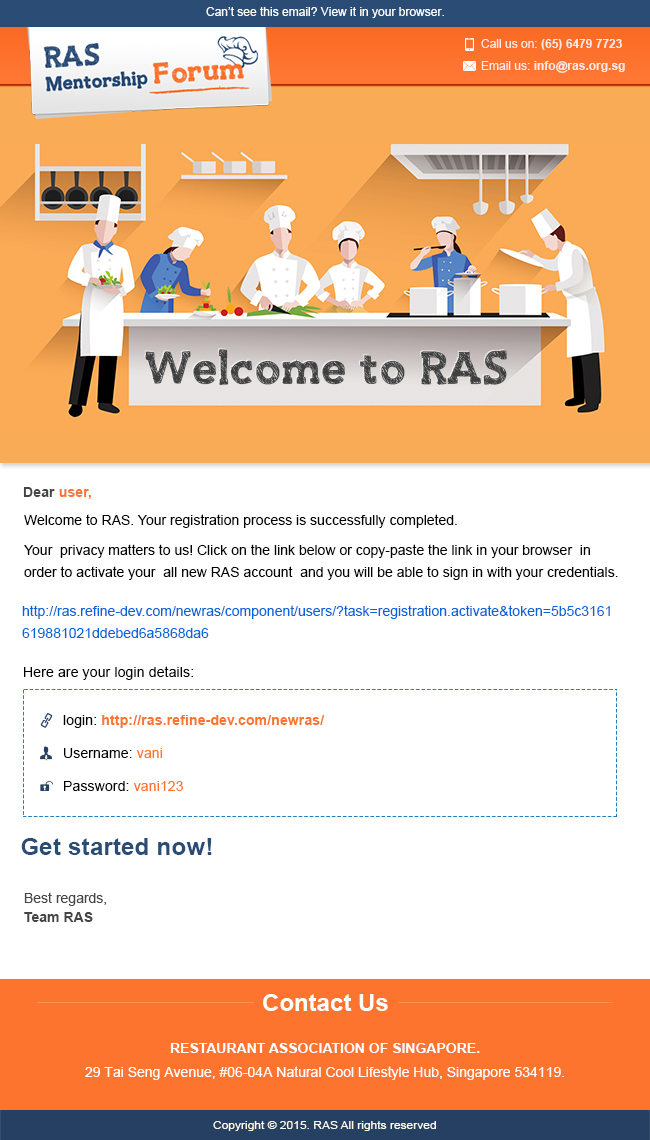 Can't see this email? View it in your browser.
RAS
Mentorship Forum
Call us on: (65) 6479 7723
Email us: info@ras.org.sg
Welcome to RAS
Dear user,
Welcome to RAS. Your registration process is successfully completed.
Your privacy matters to us! Click on the link below or copy-paste the link in your browser in
order to activate your all new RAS account and you will be able to sign in with your credentials.
http://ras.refine-dev.com/newras/component/users/?task=registration.activate&token=5b5c3161
619881021ddebed6a5868da6
Here are your login details:
login: http://ras.refine-dev.com/newras/
Username: vani
Password: vani123
Get started now!
Best regards,
Team RAS
Contact Us
RESTAURANT ASSOCIATION OF SINGAPORE.
29 Tai Seng Avenue, #06-04A Natural Cool Lifestyle Hub, Singapore 534119.
Copyright © 2015. RAS All rights reserved